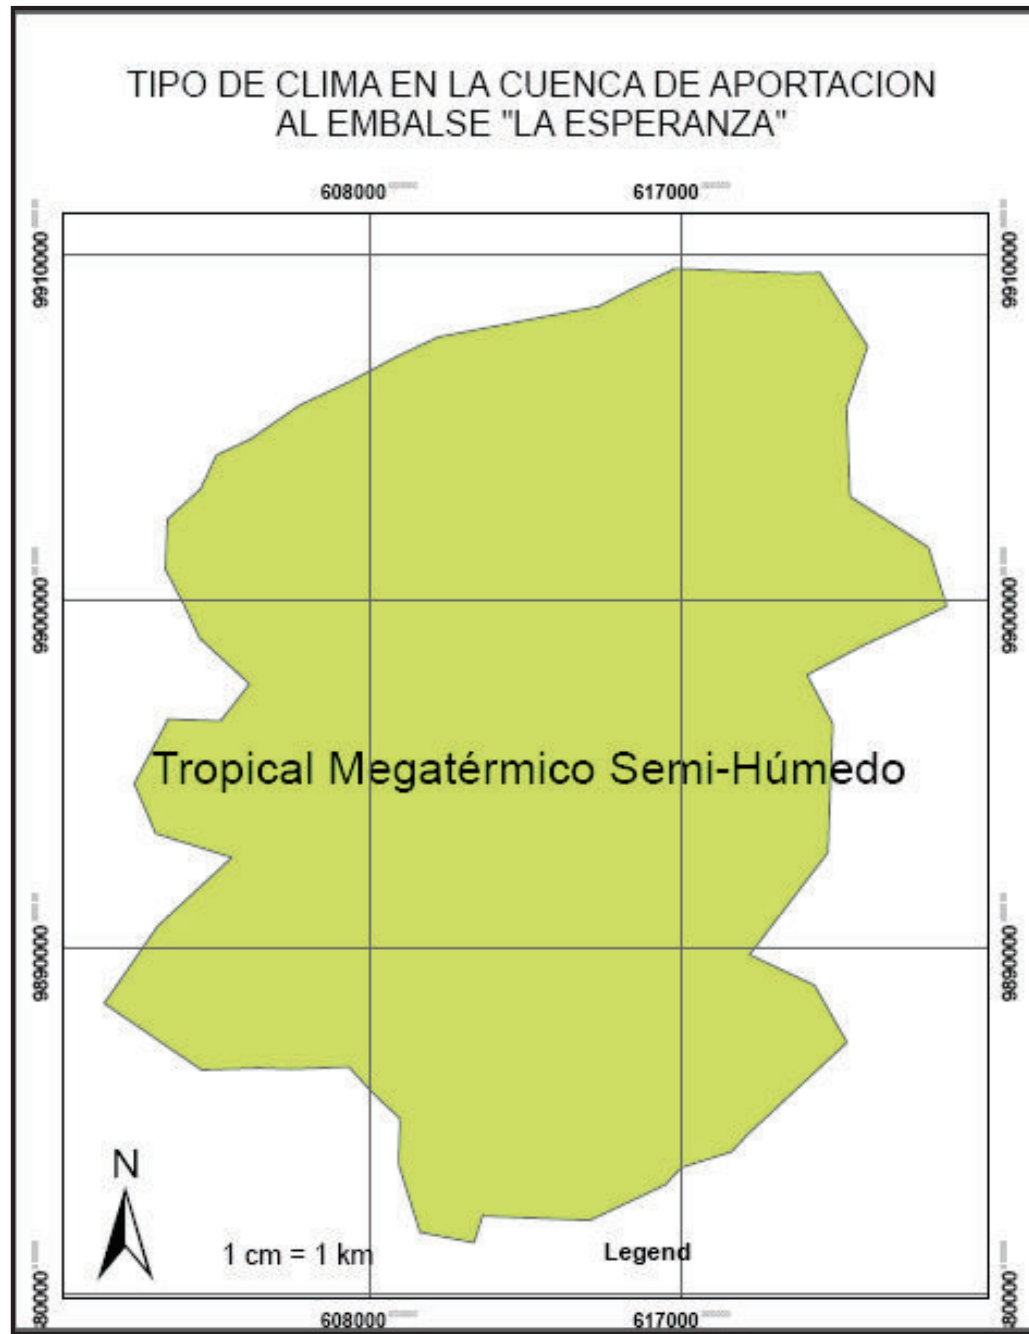 TIPO DE CLIMA EN LA CUENCA DE APORTACION
AL EMBALSE "LA ESPERANZA"
608000 617000
9910000 9910000
9900000 9900000
Tropical Megatérmico Semi-Húmedo
9890000 9890000
N
1 cm = 1 km Legend
608000 617000